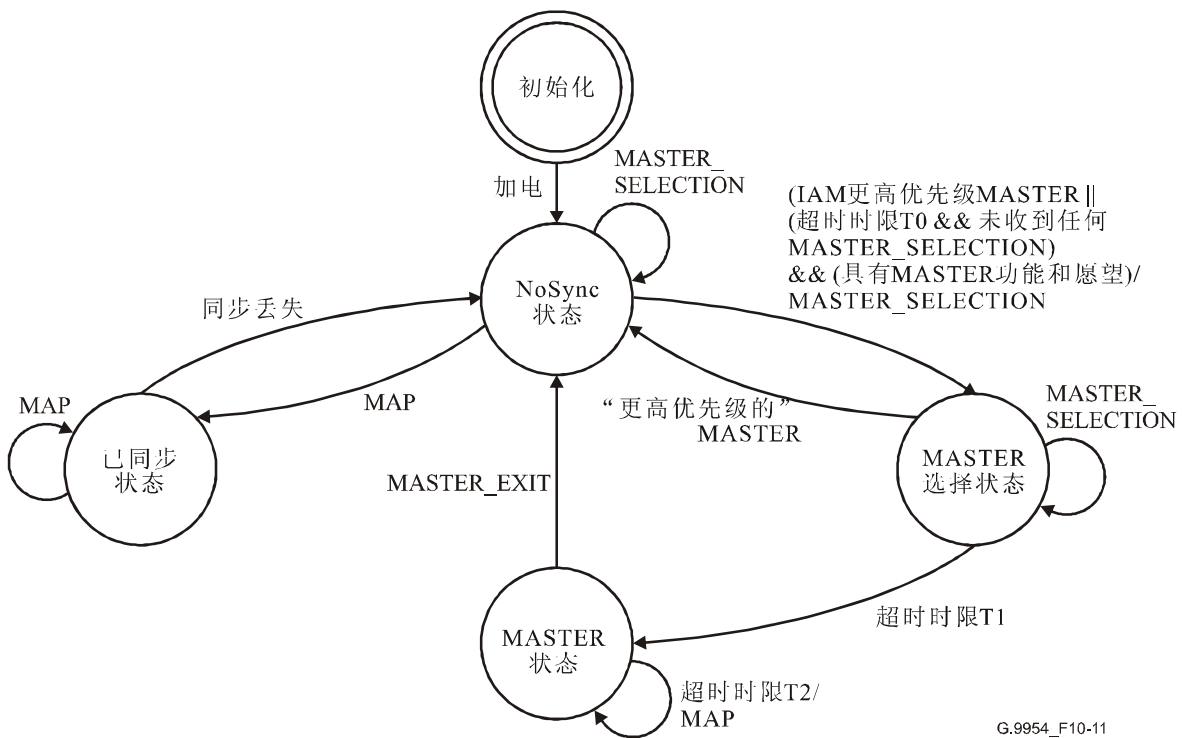 初始化
加电
MASTER_
SELECTION
(IAM更高优先级MASTER ||
(超时时限T0 && 未收到任何
MASTER_SELECTION)
&& (具有MASTER功能和愿望)/
MASTER_SELECTION
NoSync
状态
同步丢失
MAP
MAP
“更高优先级的”
MASTER
MASTER_
SELECTION
已同步
状态
MASTER
选择状态
MASTER_EXIT
超时时限T1
MASTER
状态
超时时限T2/
MAP
G.9954_F10-11